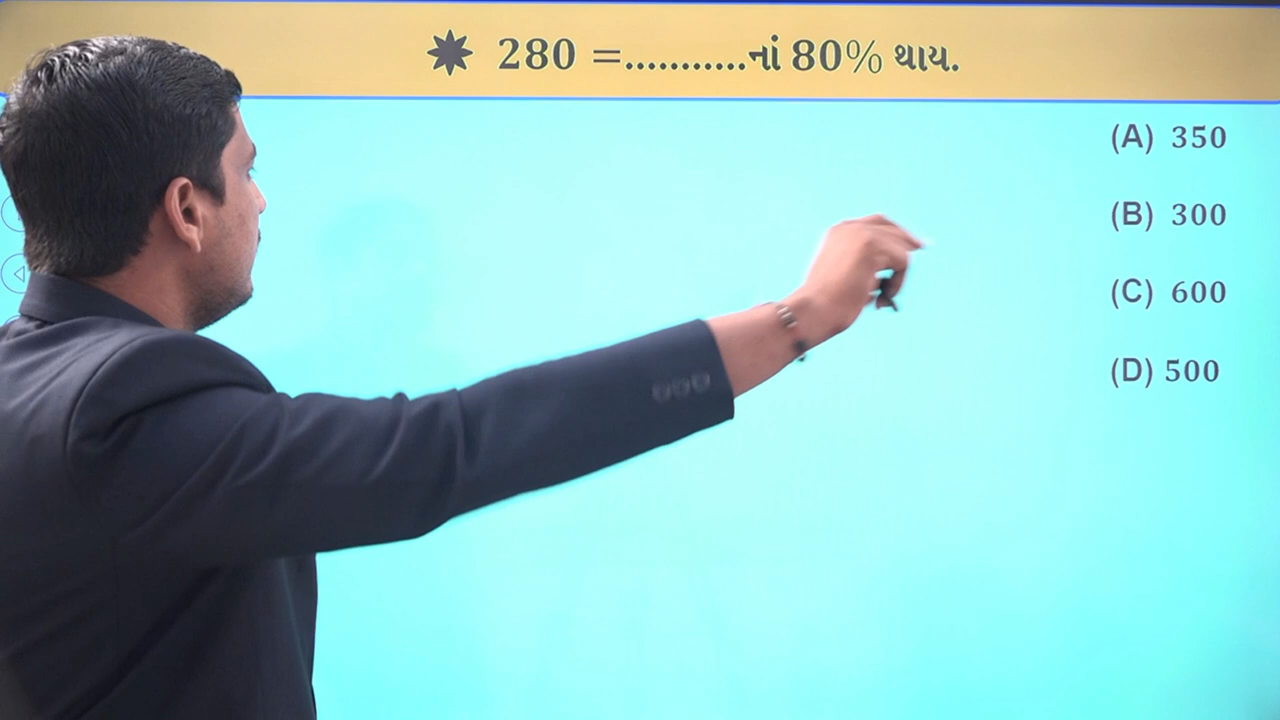 ✷ 280 =...........નાં 80% થાય.
(A) 350
(B) 300
(C) 600
(D) 500